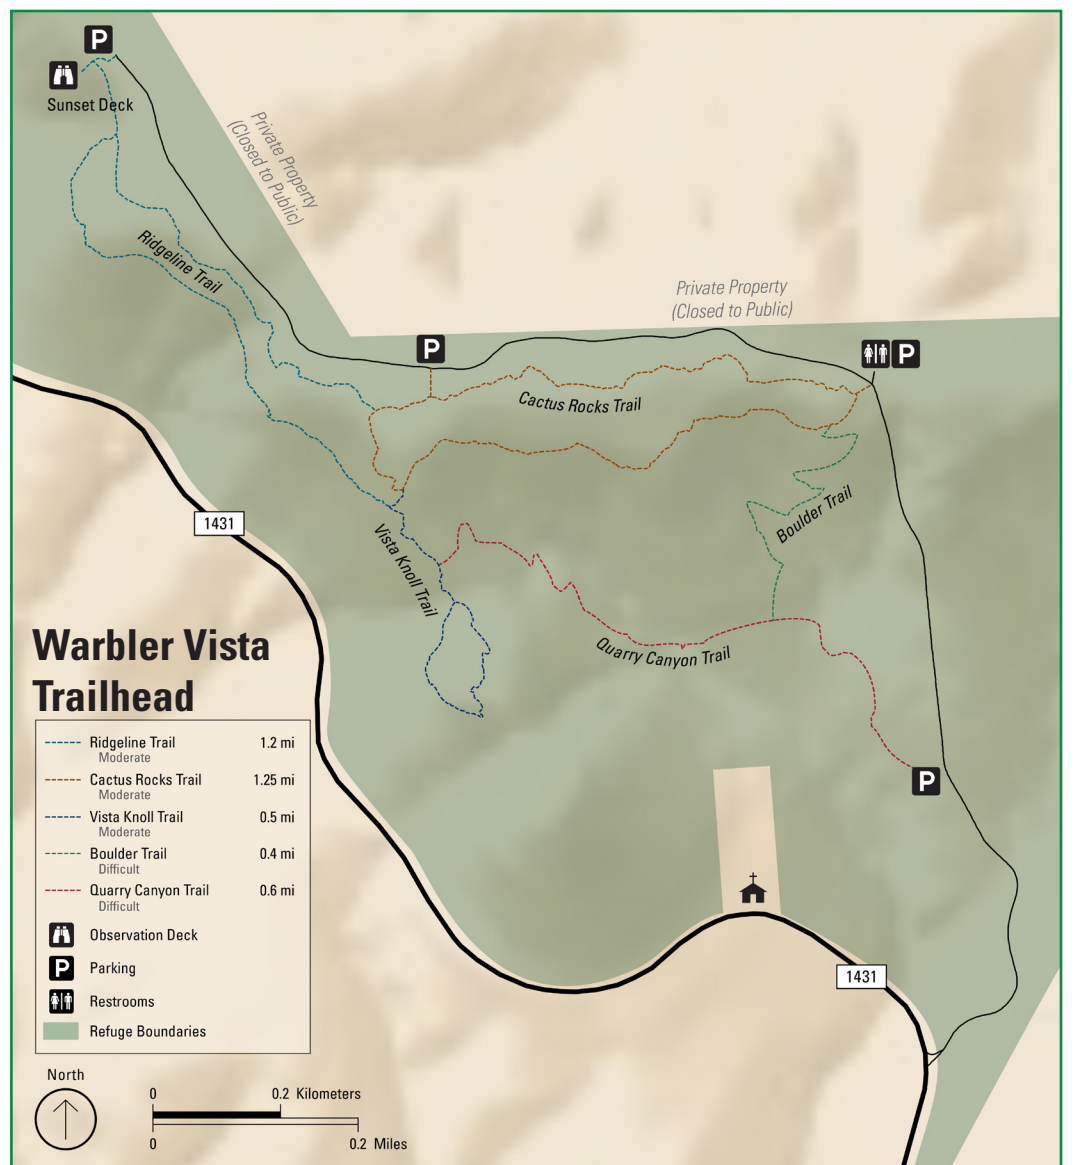 P
Sunset Deck
Private Property
(Closed to Public)
Ridgeline Trail
Private Property
(Closed to Public)
P
P
Cactus Rocks Trail
Boulder Trail
1431
Vista Knoll Trail
Quarry Canyon Trail
P
1431
Warbler Vista
Trailhead
Ridgeline Trail 1.2 mi
Moderate
Cactus Rocks Trail 1.25 mi
Moderate
Vista Knoll Trail 0.5 mi
Moderate
Boulder Trail 0.4 mi
Difficult
Quarry Canyon Trail 0.6 mi
Difficult
Observation Deck
P Parking
Restrooms
Refuge Boundaries
North
0 0.2 Kilometers
0 0.2 Miles